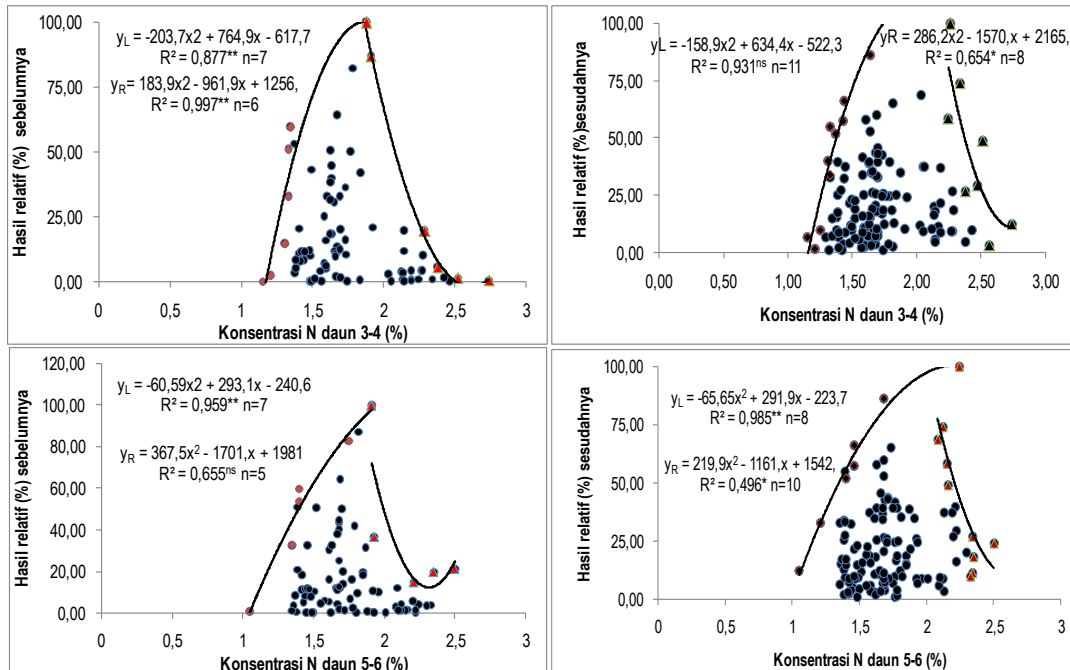 Hasil relatif (%) sebelumnya
100,00
75,00
50,00
25,00
0,00
y_L = -203,7x2 + 764,9x - 617,7
R² = 0,877** n=7
y_R = 183,9x2 - 961,9x + 1256,
R² = 0,997** n=6
0 0,5 1 1,5 2 2,5 3
Konsentrasi N daun 3-4 (%)
Hasil relatif (%)sesudahnya
100,00
75,00
50,00
25,00
0,00
yL = -158,9x2 + 634,4x - 522,3
R² = 0,931ns n=11
yR = 286,2x2 - 1570,x + 2165,
R² = 0,654* n=8
0,00 0,50 1,00 1,50 2,00 2,50 3,00
Konsentrasi N daun 3-4 (%)
Hasil relatif (%) sebelumnya
120,00
100,00
80,00
60,00
40,00
20,00
0,00
y_L = -60,59x2 + 293,1x - 240,6
R² = 0,959** n=7
y_R = 367,5x² - 1701,x + 1981
R² = 0,655ns n=5
0 0,5 1 1,5 2 2,5 3
Konsentrasi N daun 5-6 (%)
Hasil relatif (%) sesudahnya
100,00
75,00
50,00
25,00
0,00
y_L = -65,65x² + 291,9x - 223,7
R² = 0,985** n=8
y_R = 219,9x² - 1161,x + 1542,
R² = 0,496* n=10
0 0,5 1 1,5 2 2,5 3
Konsentrasi N daun 5-6 (%)